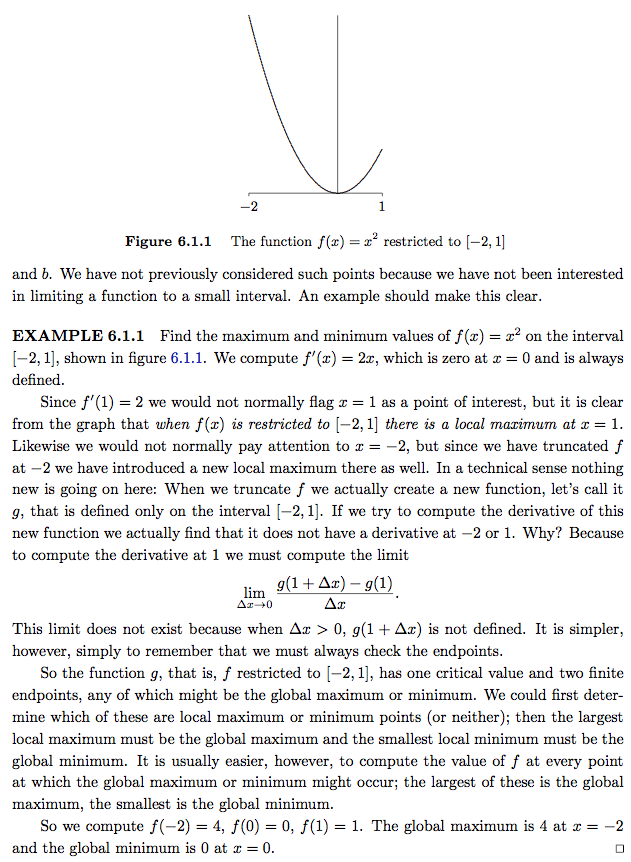 −2 1
Figure 6.1.1 The function f(x) = x² restricted to [−2, 1]
and b. We have not previously considered such points because we have not been interested
in limiting a function to a small interval. An example should make this clear.
EXAMPLE 6.1.1 Find the maximum and minimum values of f(x) = x² on the interval
[−2, 1], shown in figure 6.1.1. We compute f′(x) = 2x, which is zero at x = 0 and is always
defined.
Since f′(1) = 2 we would not normally flag x = 1 as a point of interest, but it is clear
from the graph that when f(x) is restricted to [−2, 1] there is a local maximum at x = 1.
Likewise we would not normally pay attention to x = −2, but since we have truncated f
at −2 we have introduced a new local maximum there as well. In a technical sense nothing
new is going on here: When we truncate f we actually create a new function, let's call it
g, that is defined only on the interval [−2, 1]. If we try to compute the derivative of this
new function we actually find that it does not have a derivative at −2 or 1. Why? Because
to compute the derivative at 1 we must compute the limit
lim Δx→0 (g(1 + Δx) − g(1)) / Δx.
This limit does not exist because when Δx > 0, g(1 + Δx) is not defined. It is simpler,
however, simply to remember that we must always check the endpoints.
So the function g, that is, f restricted to [−2, 1], has one critical value and two finite
endpoints, any of which might be the global maximum or minimum. We could first deter-
mine which of these are local maximum or minimum points (or neither); then the largest
local maximum must be the global maximum and the smallest local minimum must be the
global minimum. It is usually easier, however, to compute the value of f at every point
at which the global maximum or minimum might occur; the largest of these is the global
maximum, the smallest is the global minimum.
So we compute f(−2) = 4, f(0) = 0, f(1) = 1. The global maximum is 4 at x = −2
and the global minimum is 0 at x = 0.